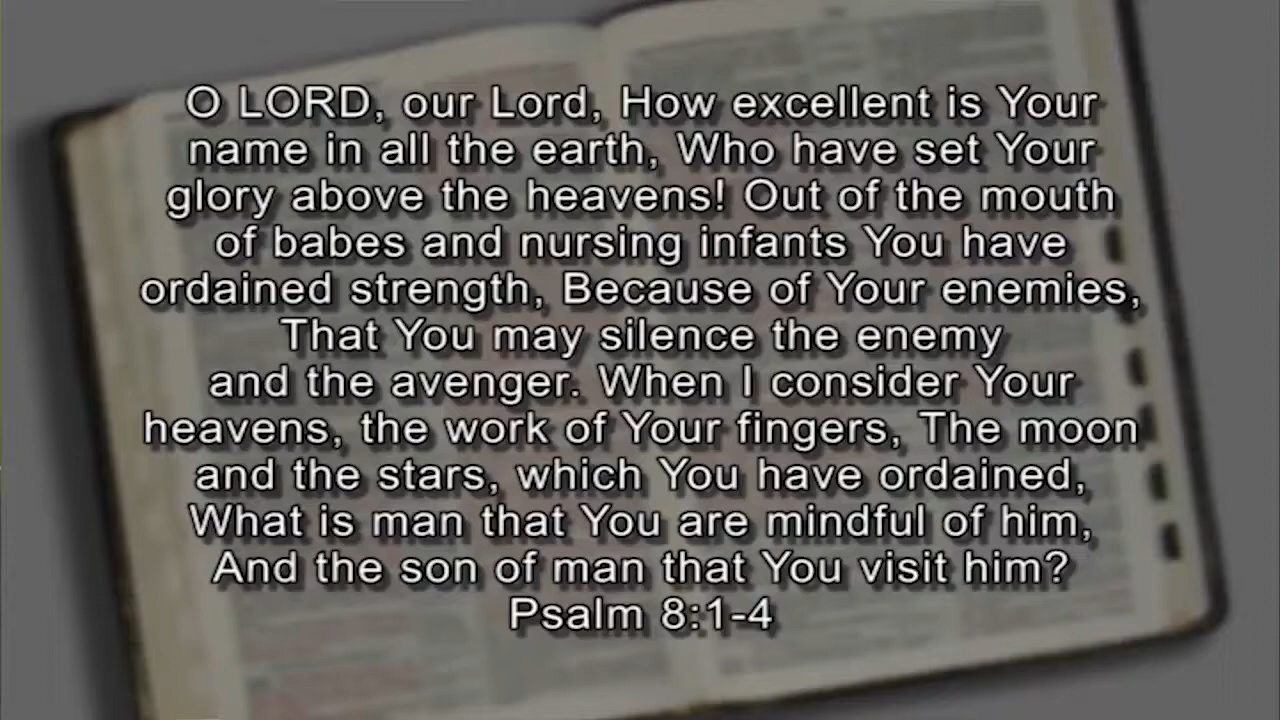 O LORD, our Lord, How excellent is Your
name in all the earth, Who have set Your
glory above the heavens! Out of the mouth
of babes and nursing infants You have
ordained strength, Because of Your enemies,
That You may silence the enemy
and the avenger. When I consider Your
heavens, the work of Your fingers, The moon
and the stars, which You have ordained,
What is man that You are mindful of him,
And the son of man that You visit him?
Psalm 8:1-4